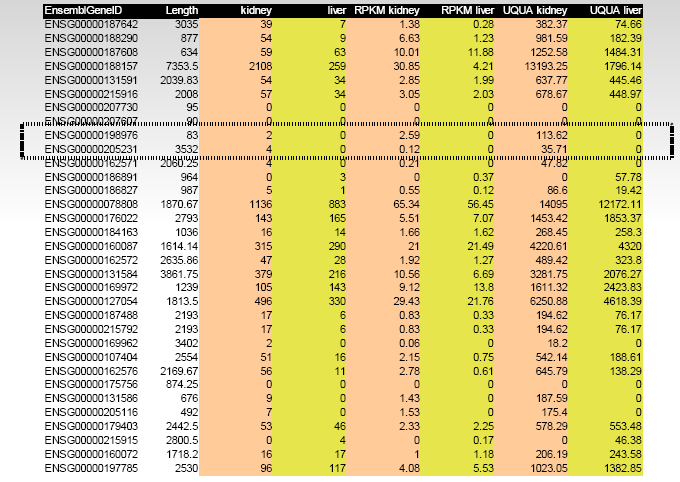 EnsemblGeneID Length kidney liver RPKM kidney RPKM liver UQUA kidney UQUA liver
ENSG00000187642 3035 39 7 1.38 0.28 382.37 74.66
ENSG00000188290 877 54 9 6.63 1.23 981.59 182.39
ENSG00000187608 634 59 63 10.01 11.88 1252.58 1484.31
ENSG00000188157 7353.5 2108 259 30.85 4.21 13193.25 1796.14
ENSG00000131591 2039.83 54 34 2.85 1.99 637.77 445.46
ENSG00000215916 2008 57 34 3.05 2.03 678.67 448.97
ENSG00000207730 95 0 0 0 0 0 0
ENSG00000207607 90 0 0 0 0 0 0
ENSG00000198976 83 2 0 2.59 0 113.62 0
ENSG00000205231 3532 4 0 0.12 0 35.71 0
ENSG00000162571 2060.25 4 0 0.21 0 47.82 0
ENSG00000186891 964 0 3 0 0.37 0 57.78
ENSG00000186827 987 5 1 0.55 0.12 86.6 19.42
ENSG00000078808 1870.67 1136 883 65.34 56.45 14095 12172.11
ENSG00000176022 2793 143 165 5.51 7.07 1453.42 1853.37
ENSG00000184163 1036 16 14 1.66 1.62 268.45 258.3
ENSG00000160087 1614.14 315 290 21 21.49 4220.61 4320
ENSG00000162572 2635.86 47 28 1.92 1.27 489.42 323.8
ENSG00000131584 3861.75 379 216 10.56 6.69 3281.75 2076.27
ENSG00000169972 1239 105 143 9.12 13.8 1611.32 2423.83
ENSG00000127054 1813.5 496 330 29.43 21.76 6250.88 4618.39
ENSG00000187488 2193 17 6 0.83 0.33 194.62 76.17
ENSG00000215792 2193 17 6 0.83 0.33 194.62 76.17
ENSG00000169962 3402 2 0 0.06 0 18.2 0
ENSG00000107404 2554 51 16 2.15 0.75 542.14 188.61
ENSG00000162576 2169.67 56 11 2.78 0.61 645.79 138.29
ENSG00000175756 874.25 0 0 0 0 0 0
ENSG00000131586 676 9 0 1.43 0 187.59 0
ENSG00000205116 492 7 0 1.53 0 175.4 0
ENSG00000179403 2442.5 53 46 2.33 2.25 578.29 553.48
ENSG00000215915 2800.5 0 4 0 0.17 0 46.38
ENSG00000160072 1718.2 16 17 1 1.18 206.19 243.58
ENSG00000197785 2530 96 117 4.08 5.53 1023.05 1382.85